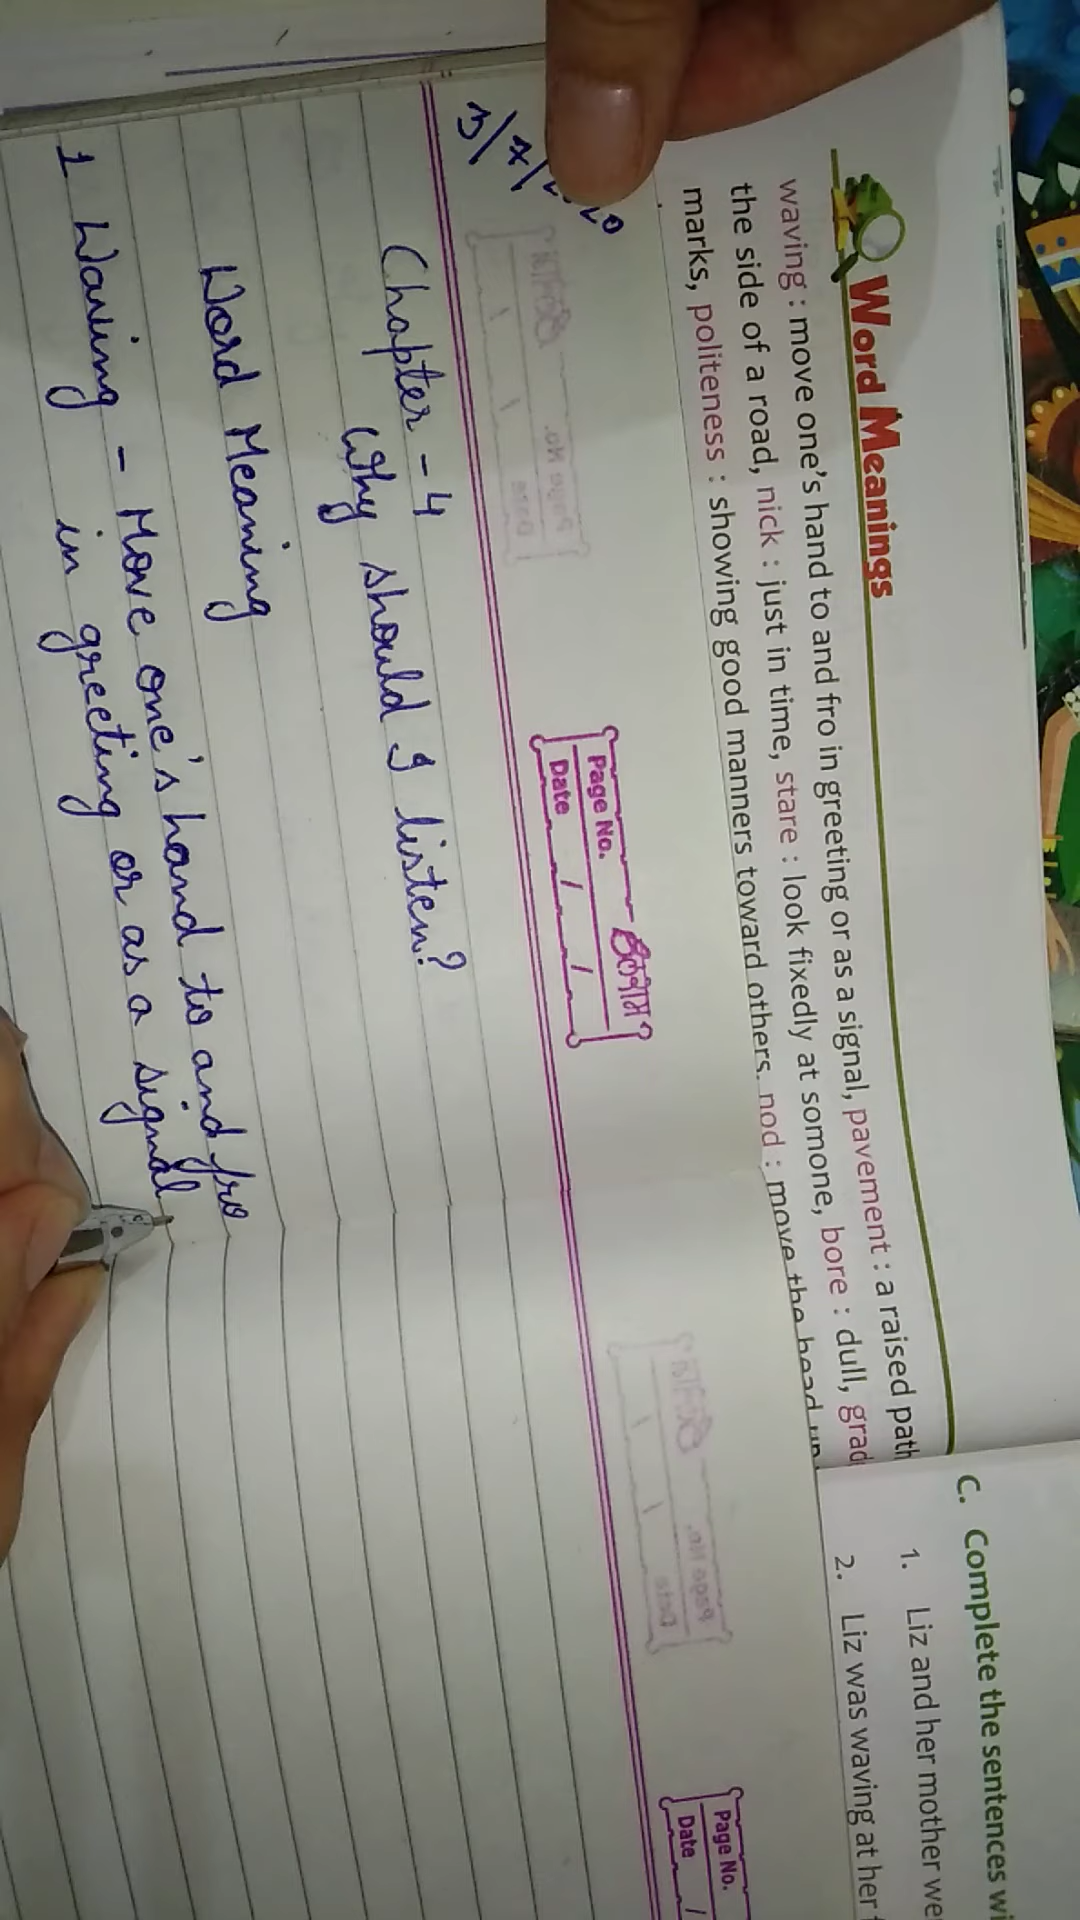 Word Meanings
waving : move one's hand to and fro in greeting or as a signal, pavement : a raised path
the side of a road, nick : just in time, stare : look fixedly at somone, bore : dull, grad
marks, politeness : showing good manners toward others. nod : move the head up
C. Complete the sentences wi
1. Liz and her mother we
2. Liz was waving at her
Page No.
Date / /
Page No.
Date /
Chapter - 4
Why should I listen?
Word Meaning
1 Waving - Move one's hand to and fro
in greeting or as a signal